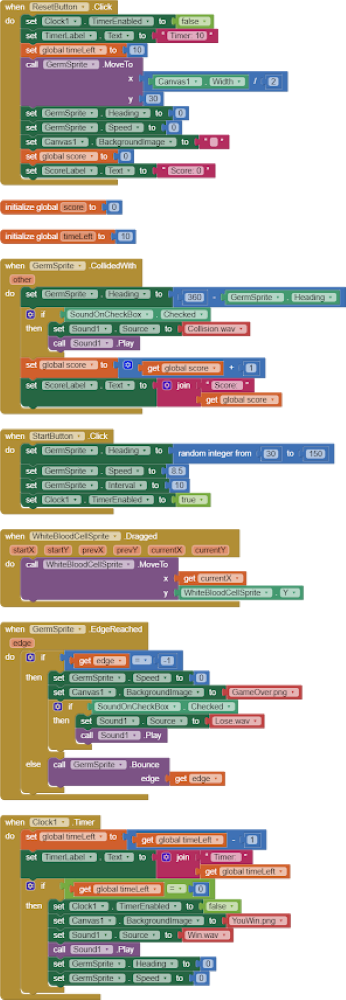 when ResetButton .Click
do set Clock1 . TimerEnabled to false
set TimerLabel . Text to " Timer: 10 "
set global timeLeft to 10
call GermSprite .MoveTo
x Canvas1 . Width / 2
y 30
set GermSprite . Heading to 0
set GermSprite . Speed to 0
set Canvas1 . BackgroundImage to " "
set global score to 0
set ScoreLabel . Text to " Score: 0 "
initialize global score to 0
initialize global timeLeft to 10
when GermSprite .CollidedWith
other
do set GermSprite . Heading to 360 - GermSprite . Heading
if SoundOnCheckBox . Checked
then set Sound1 . Source to Collision.wav
call Sound1 .Play
set global score to get global score + 1
set ScoreLabel . Text to join " Score: "
get global score
when StartButton .Click
do set GermSprite . Heading to random integer from 30 to 150
set GermSprite . Speed to 8.5
set GermSprite . Interval to 10
set Clock1 . TimerEnabled to true
when WhiteBloodCellSprite .Dragged
startX startY prevX prevY currentX currentY
do call WhiteBloodCellSprite .MoveTo
x get currentX
y WhiteBloodCellSprite . Y
when GermSprite .EdgeReached
edge
do if get edge = -1
then set GermSprite . Speed to 0
set Canvas1 . BackgroundImage to GameOver.png
if SoundOnCheckBox . Checked
then set Sound1 . Source to Lose.wav
call Sound1 .Play
else call GermSprite .Bounce
edge get edge
when Clock1 .Timer
do set global timeLeft to get global timeLeft - 1
set TimerLabel . Text to join " Timer: "
get global timeLeft
if get global timeLeft = 0
then set Clock1 . TimerEnabled to false
set Canvas1 . BackgroundImage to YouWin.png
set Sound1 . Source to Win.wav
call Sound1 .Play
set GermSprite . Heading to 0
set GermSprite . Speed to 0